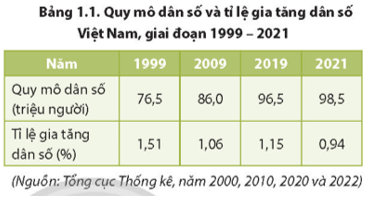 Bảng 1.1. Quy mô dân số và tỉ lệ gia tăng dân số
Việt Nam, giai đoạn 1999 – 2021
Năm 1999 2009 2019 2021
Quy mô dân số
(triệu người) 76,5 86,0 96,5 98,5
Tỉ lệ gia tăng
dân số (%) 1,51 1,06 1,15 0,94
(Nguồn: Tổng cục Thống kê, năm 2000, 2010, 2020 và 2022)